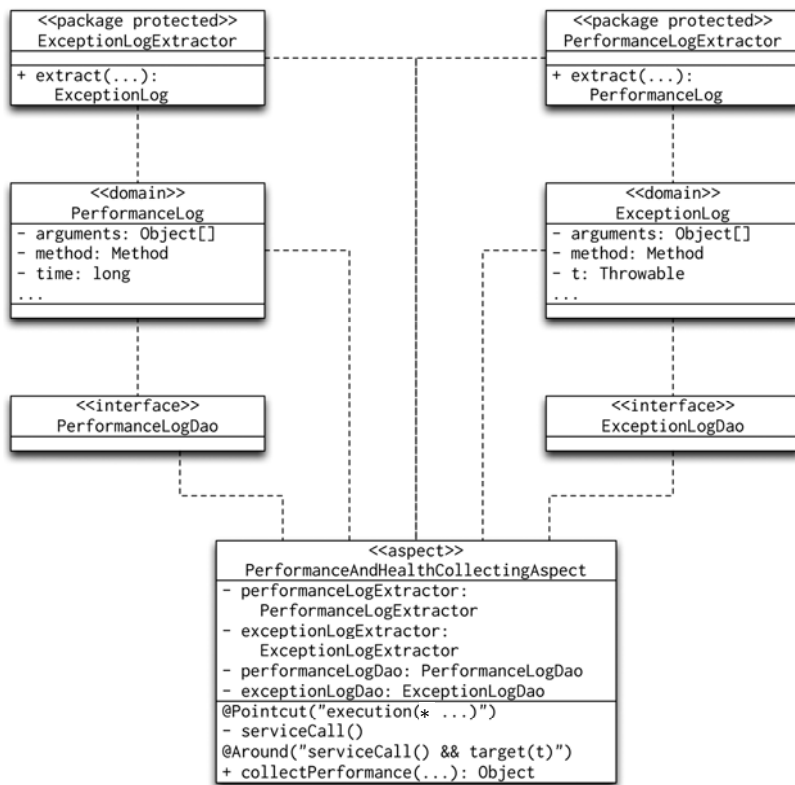 <<package protected>>
ExceptionLogExtractor
+ extract(...):
ExceptionLog
<<package protected>>
PerformanceLogExtractor
+ extract(...):
PerformanceLog
<<domain>>
PerformanceLog
- arguments: Object[]
- method: Method
- time: long
...
<<domain>>
ExceptionLog
- arguments: Object[]
- method: Method
- t: Throwable
...
<<interface>>
PerformanceLogDao
<<interface>>
ExceptionLogDao
<<aspect>>
PerformanceAndHealthCollectingAspect
- performanceLogExtractor:
PerformanceLogExtractor
- exceptionLogExtractor:
ExceptionLogExtractor
- performanceLogDao: PerformanceLogDao
- exceptionLogDao: ExceptionLogDao
@Pointcut("execution(* ...)")
- serviceCall()
@Around("serviceCall() && target(t)")
+ collectPerformance(...): Object